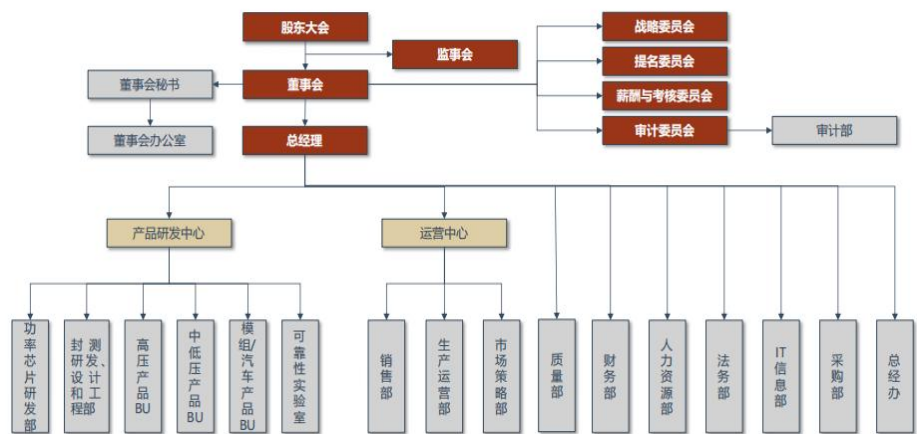 股东大会
监事会
董事会
总经理
董事会秘书
董事会办公室
战略委员会
提名委员会
薪酬与考核委员会
审计委员会
审计部
产品研发中心
运营中心
功率芯片研发部
封测研发、设计和工程部
高压产品BU
中低压产品BU
模组/汽车产品BU
可靠性实验室
销售部
生产运营部
市场策略部
质量部
财务部
人力资源部
法务部
IT信息部
采购部
总经办